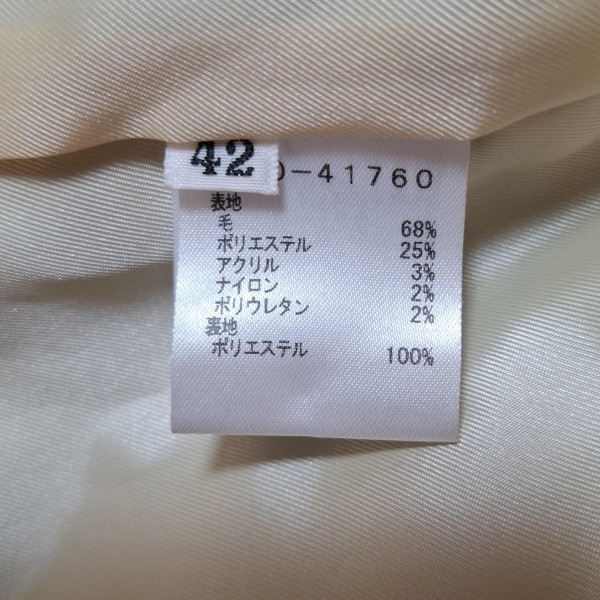 42
0-41760
表地
毛 68%
ポリエステル 25%
アクリル 3%
ナイロン 2%
ポリウレタン 2%
裏地
ポリエステル 100%